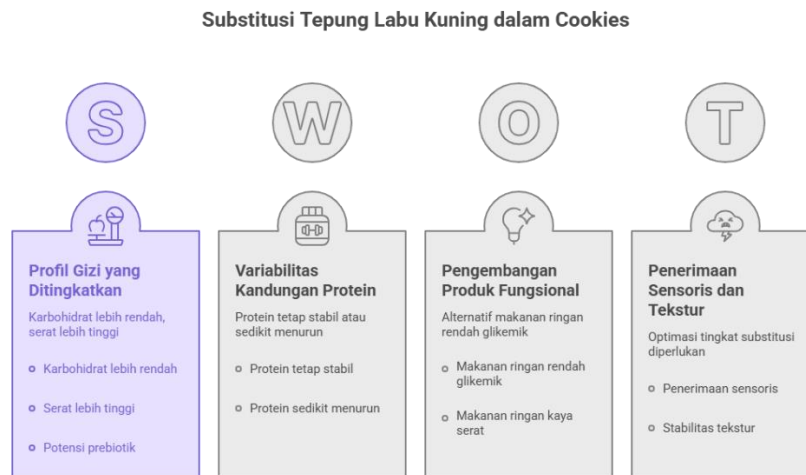 Substitusi Tepung Labu Kuning dalam Cookies
S
W
O
T
Profil Gizi yang
Ditingkatkan
Karbohidrat lebih rendah,
serat lebih tinggi
Karbohidrat lebih rendah
Serat lebih tinggi
Potensi prebiotik
Variabilitas
Kandungan Protein
Protein tetap stabil atau
sedikit menurun
Protein tetap stabil
Protein sedikit menurun
Pengembangan
Produk Fungsional
Alternatif makanan ringan
rendah glikemik
Makanan ringan rendah
glikemik
Makanan ringan kaya
serat
Penerimaan
Sensoris dan
Tekstur
Optimasi tingkat substitusi
diperlukan
Penerimaan sensoris
Stabilitas tekstur